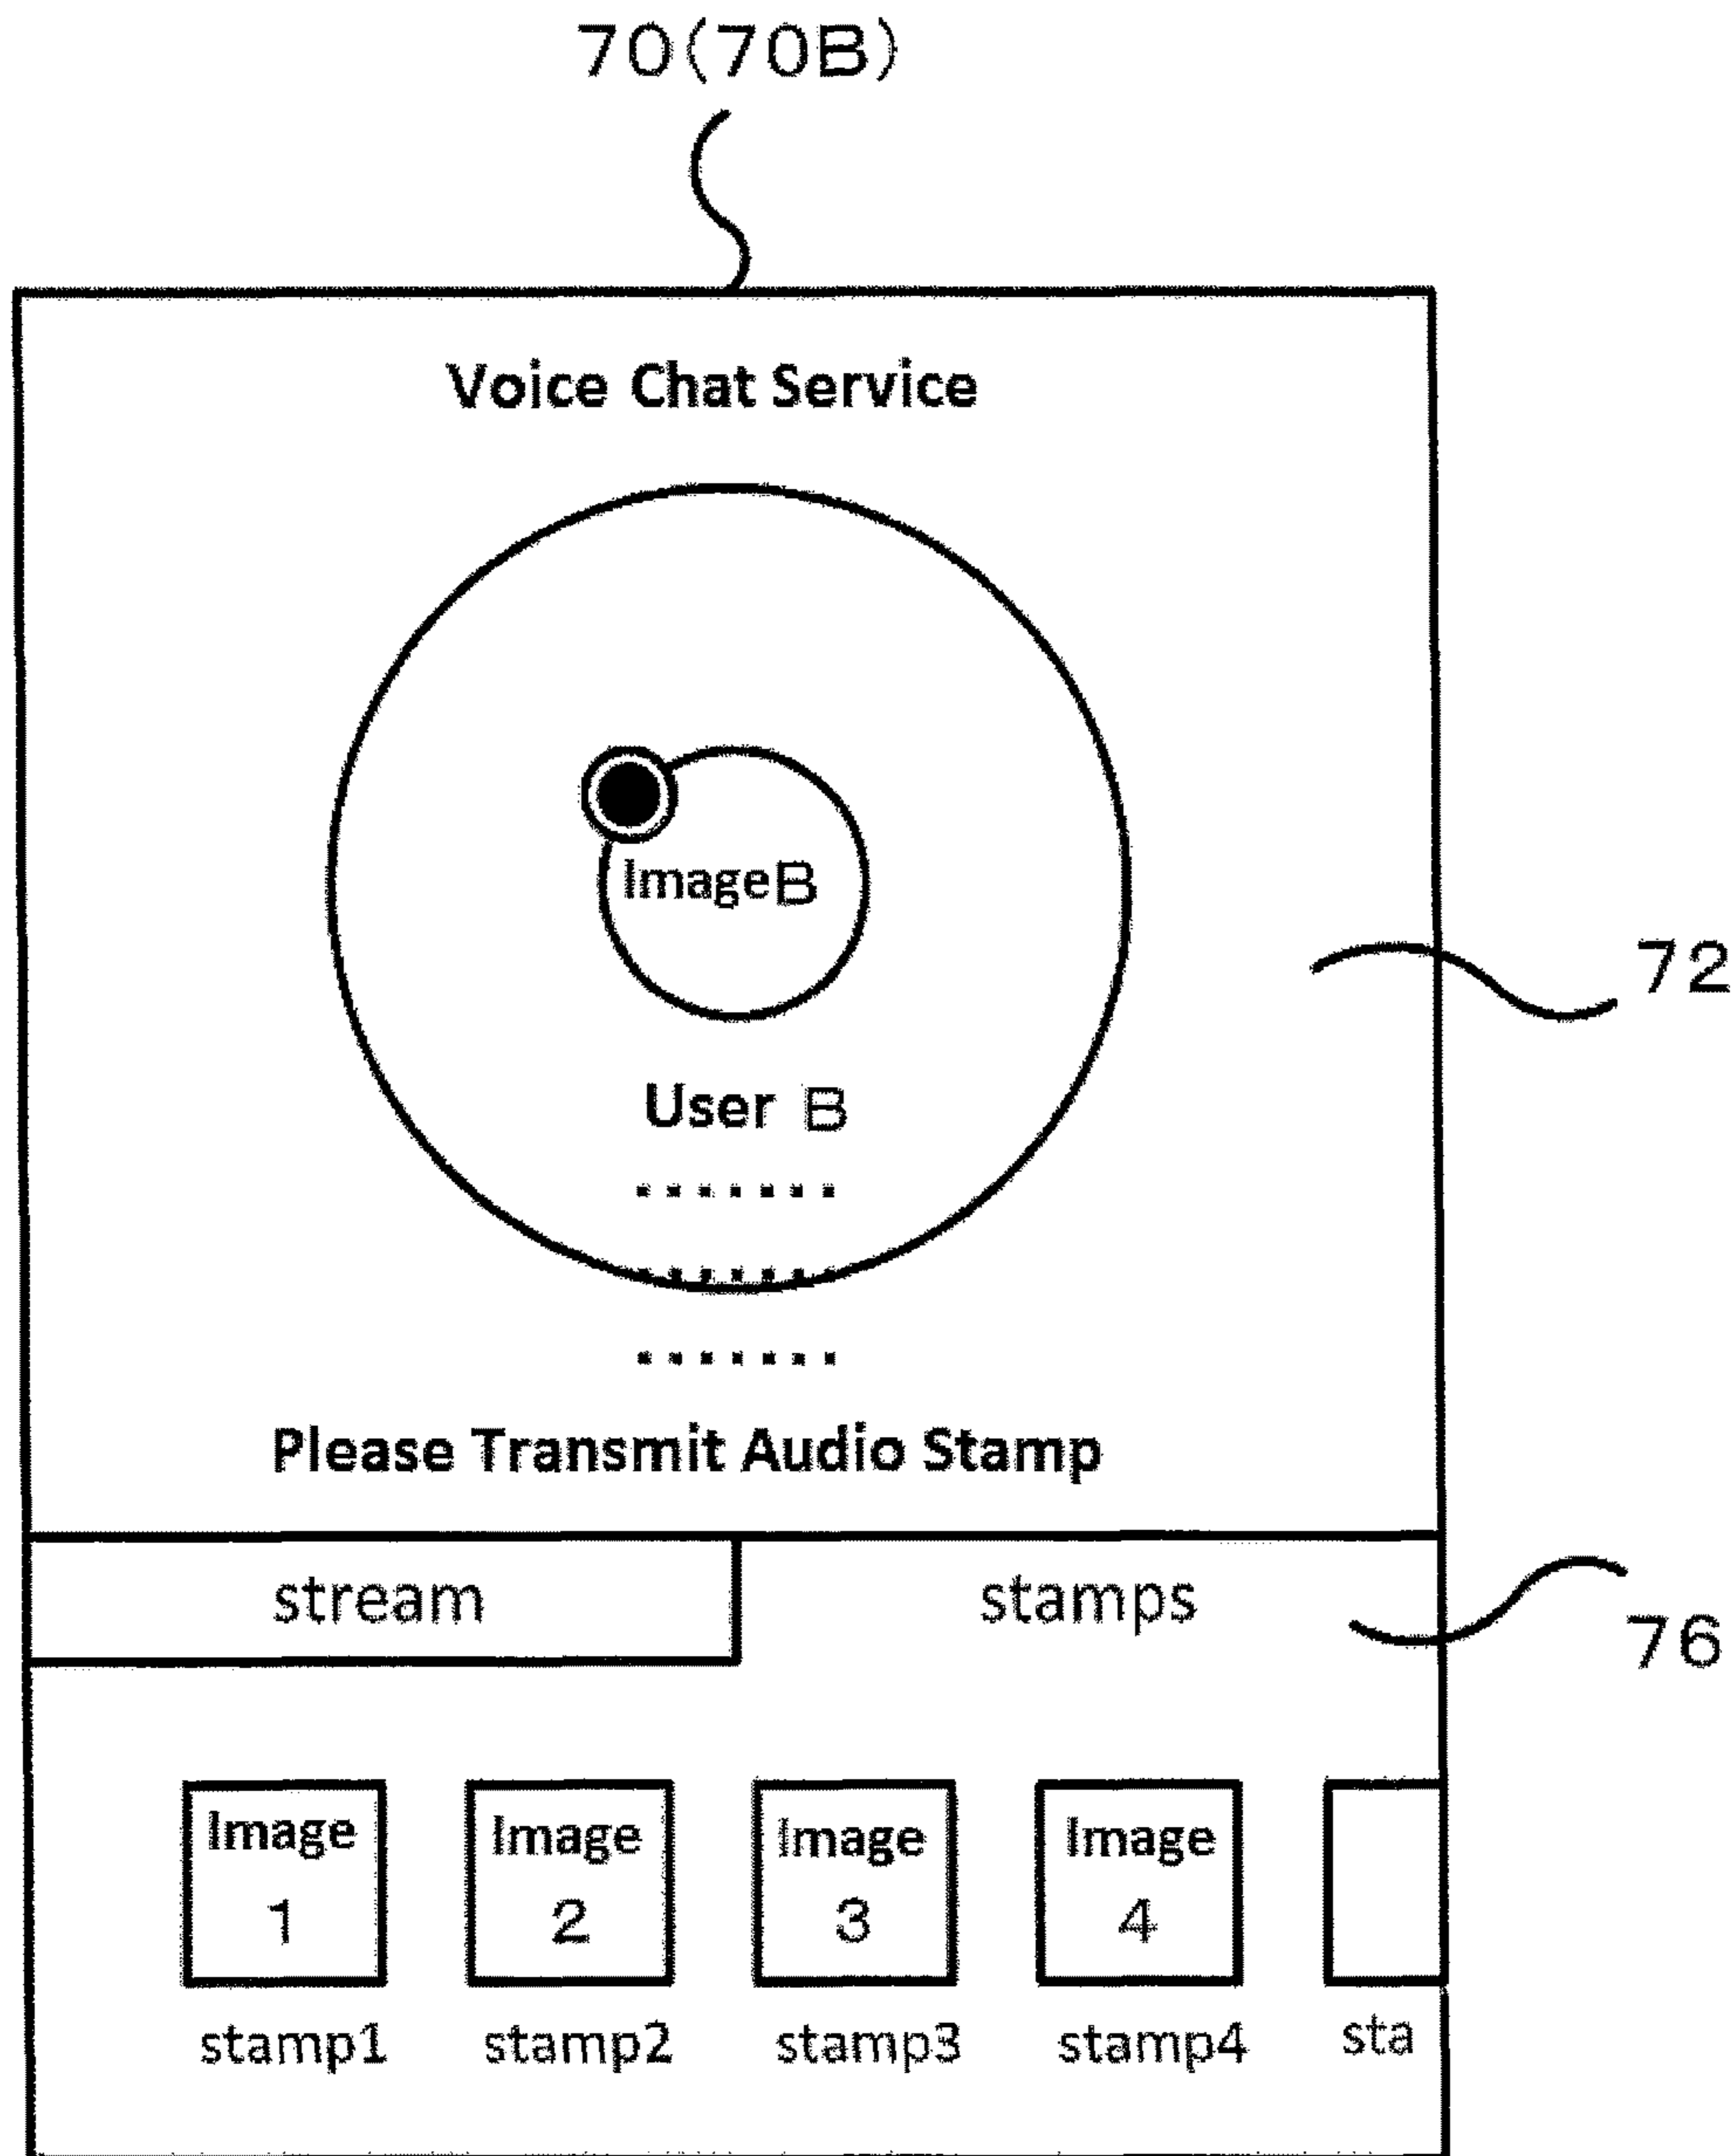 70(70B)
Voice Chat Service
Image B
72
User B
.......
.......
.......
Please Transmit Audio Stamp
stream stamps
76
Image Image Image Image
1 2 3 4
stamp1 stamp2 stamp3 stamp4 sta